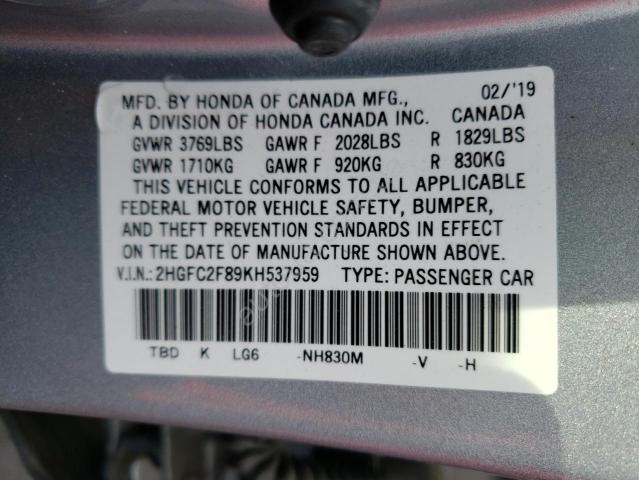 MFD. BY HONDA OF CANADA MFG., 02/'19
A DIVISION OF HONDA CANADA INC. CANADA
GVWR 3769LBS GAWR F 2028LBS R 1829LBS
GVWR 1710KG GAWR F 920KG R 830KG
THIS VEHICLE CONFORMS TO ALL APPLICABLE
FEDERAL MOTOR VEHICLE SAFETY, BUMPER,
AND THEFT PREVENTION STANDARDS IN EFFECT
ON THE DATE OF MANUFACTURE SHOWN ABOVE.
V.I.N.: 2HGFC2F89KH537959 TYPE: PASSENGER CAR
TBD K LG6 -NH830M -V -H